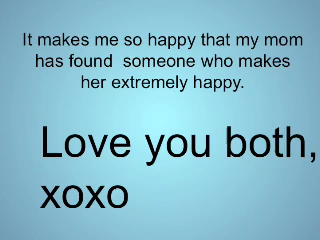 It makes me so happy that my mom
has found someone who makes
her extremely happy.
Love you both,
xoxo